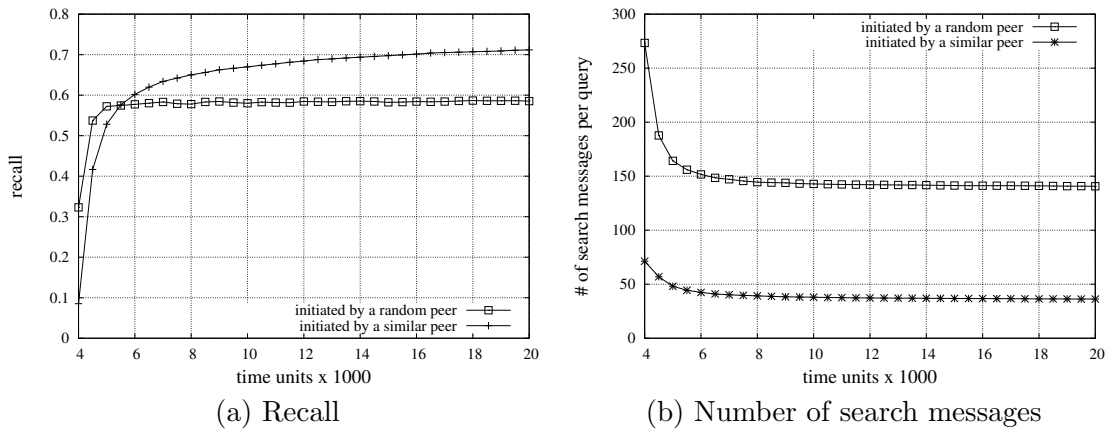 0.8
0.7
0.6
0.5
0.4
0.3
0.2
0.1
0
recall
initiated by a random peer
initiated by a similar peer
4 6 8 10 12 14 16 18 20
time units x 1000
(a) Recall
300
250
200
150
100
50
0
# of search messages per query
initiated by a random peer
initiated by a similar peer
4 6 8 10 12 14 16 18 20
time units x 1000
(b) Number of search messages